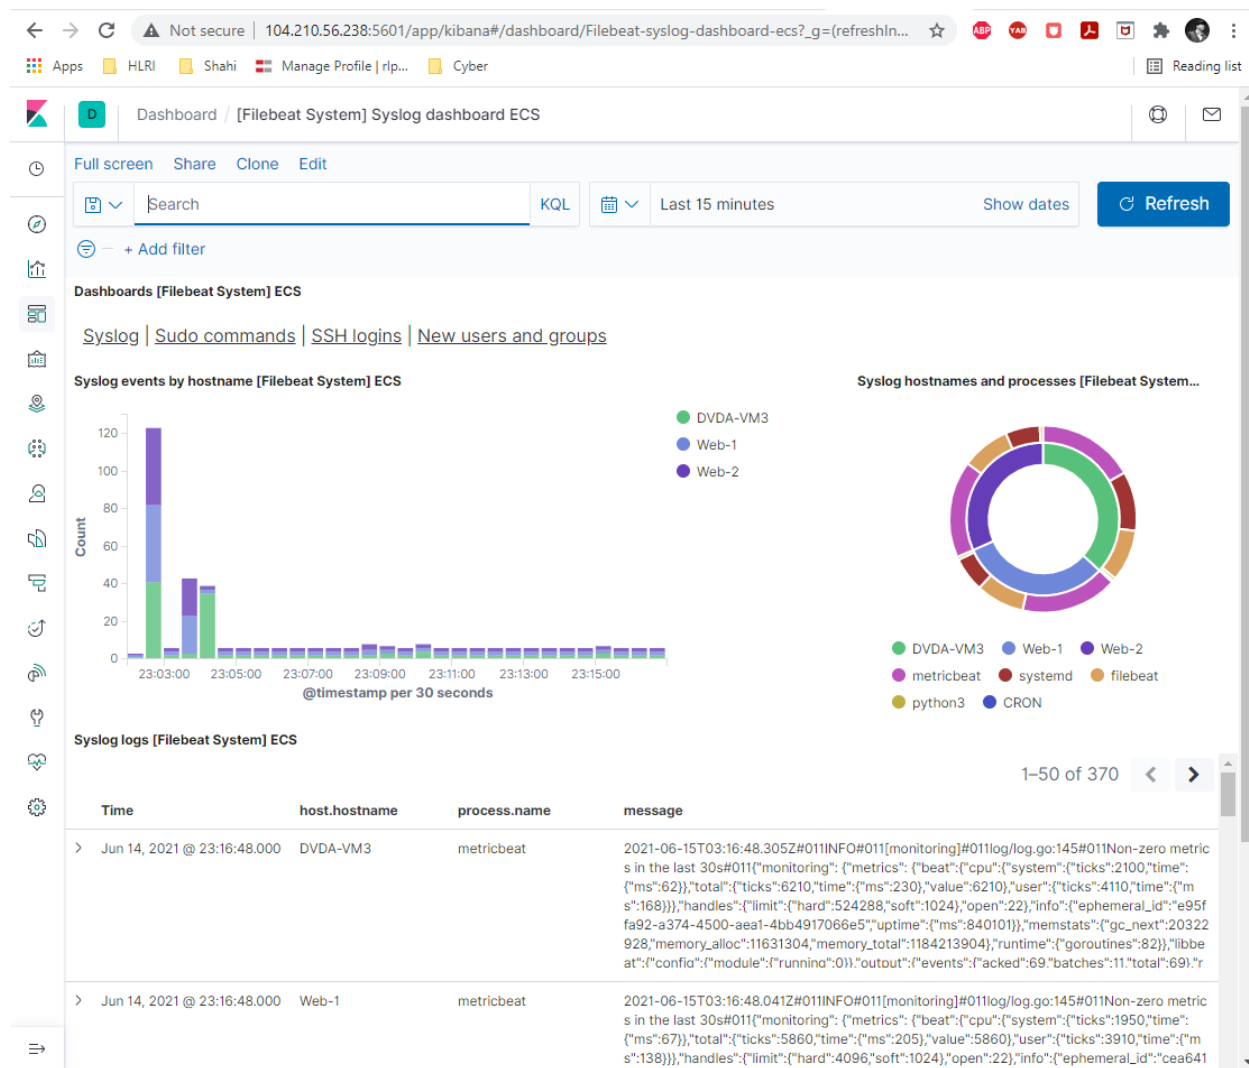 Not secure | 104.210.56.238:5601/app/kibana#/dashboard/Filebeat-syslog-dashboard-ecs?_g=(refreshIn...
ABP
YAB
Apps
HLRI
Shahi
Manage Profile | rlp...
Cyber
Reading list
D
Dashboard / [Filebeat System] Syslog dashboard ECS
Full screen Share Clone Edit
Search
KQL
Last 15 minutes
Show dates
Refresh
+ Add filter
Dashboards [Filebeat System] ECS
Syslog | Sudo commands | SSH logins | New users and groups
Syslog events by hostname [Filebeat System] ECS
120
100
80
60
40
20
0
Count
23:03:00 23:05:00 23:07:00 23:09:00 23:11:00 23:13:00 23:15:00
@timestamp per 30 seconds
DVDA-VM3
Web-1
Web-2
Syslog hostnames and processes [Filebeat System...
DVDA-VM3 Web-1 Web-2
metricbeat systemd filebeat
python3 CRON
Syslog logs [Filebeat System] ECS
1–50 of 370
Time host.hostname process.name message
Jun 14, 2021 @ 23:16:48.000 DVDA-VM3 metricbeat 2021-06-15T03:16:48.305Z#011INFO#011[monitoring]#011log/log.go:145#011Non-zero metric
s in the last 30s#011{"monitoring": {"metrics": {"beat":{"cpu":{"system":{"ticks":2100,"time":
{"ms":62}},"total":{"ticks":6210,"time":{"ms":230},"value":6210},"user":{"ticks":4110,"time":{"m
s":168}}},"handles":{"limit":{"hard":524288,"soft":1024},"open":22},"info":{"ephemeral_id":"e95f
fa92-a374-4500-aea1-4bb4917066e5","uptime":{"ms":840101}},"memstats":{"gc_next":20322
928,"memory_alloc":11631304,"memory_total":1184213904},"runtime":{"goroutines":82}},"libbe
at":{"config":{"module":{"running":0}},"output":{"events":{"acked":69,"batches":11,"total":69},"r
Jun 14, 2021 @ 23:16:48.000 Web-1 metricbeat 2021-06-15T03:16:48.041Z#011INFO#011[monitoring]#011log/log.go:145#011Non-zero metric
s in the last 30s#011{"monitoring": {"metrics": {"beat":{"cpu":{"system":{"ticks":1950,"time":
{"ms":67}},"total":{"ticks":5860,"time":{"ms":205},"value":5860},"user":{"ticks":3910,"time":{"m
s":138}}},"handles":{"limit":{"hard":4096,"soft":1024},"open":22},"info":{"ephemeral_id":"cea641